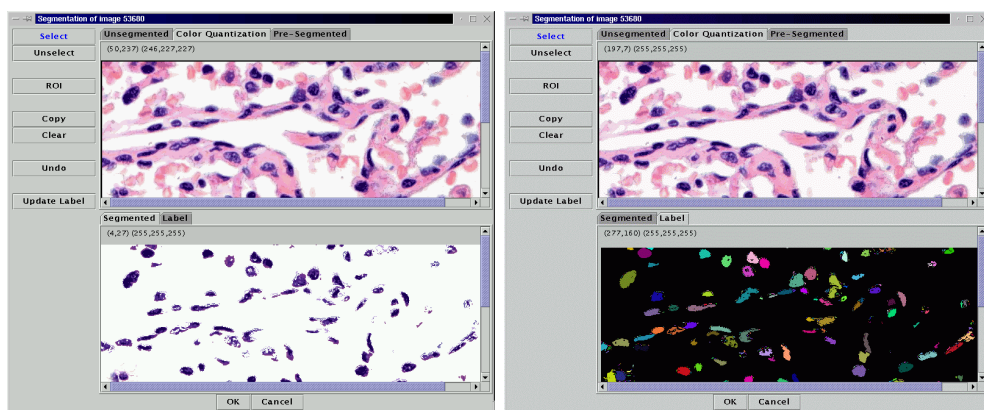 Segmentation of image 53680
Select
Unselect
ROI
Copy
Clear
Undo
Update Label
Unsegmented Color Quantization Pre-Segmented
(50,237) (246,227,227)
Segmented Label
(4,27) (255,255,255)
OK Cancel
Segmentation of image 53680
Select
Unselect
ROI
Copy
Clear
Undo
Update Label
Unsegmented Color Quantization Pre-Segmented
(197,7) (255,255,255)
Segmented Label
(277,160) (255,255,255)
OK Cancel